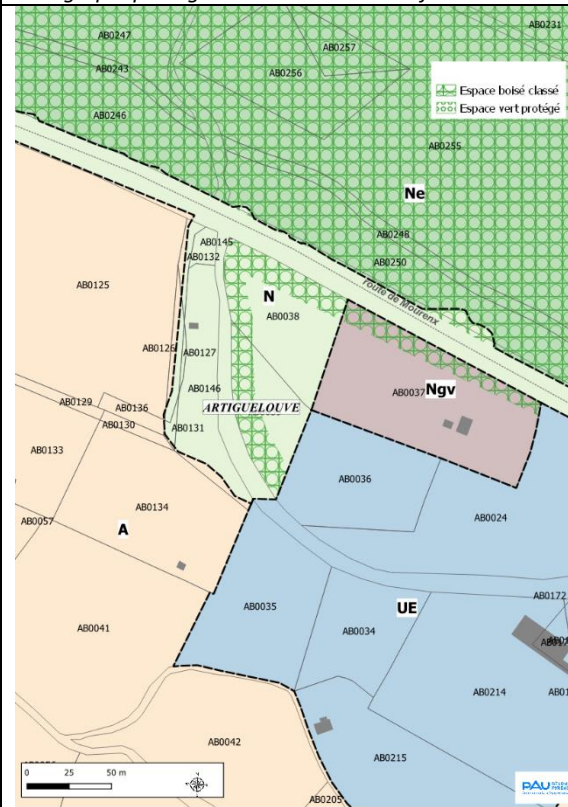 AB0231
AB0247
AB0257
AB0243
AB0256
Espace boisé classé
Espace vert protégé
AB0246
AB0255
Ne
AB0248
AB0250
route de Mourenx
AB0145
AB0132
N
AB0125
AB0038
AB0126
AB0127
AB0037
Ngv
AB0146
ARTIGUELOUVE
AB0129
AB0136
AB0130
AB0131
AB0133
AB0036
AB0134
AB0024
AB0057
A
AB0172
AB0035
UE
AB0034
AB0041
AB0214
AB0042
AB0215
AB0205
0 25 50 m
PAU